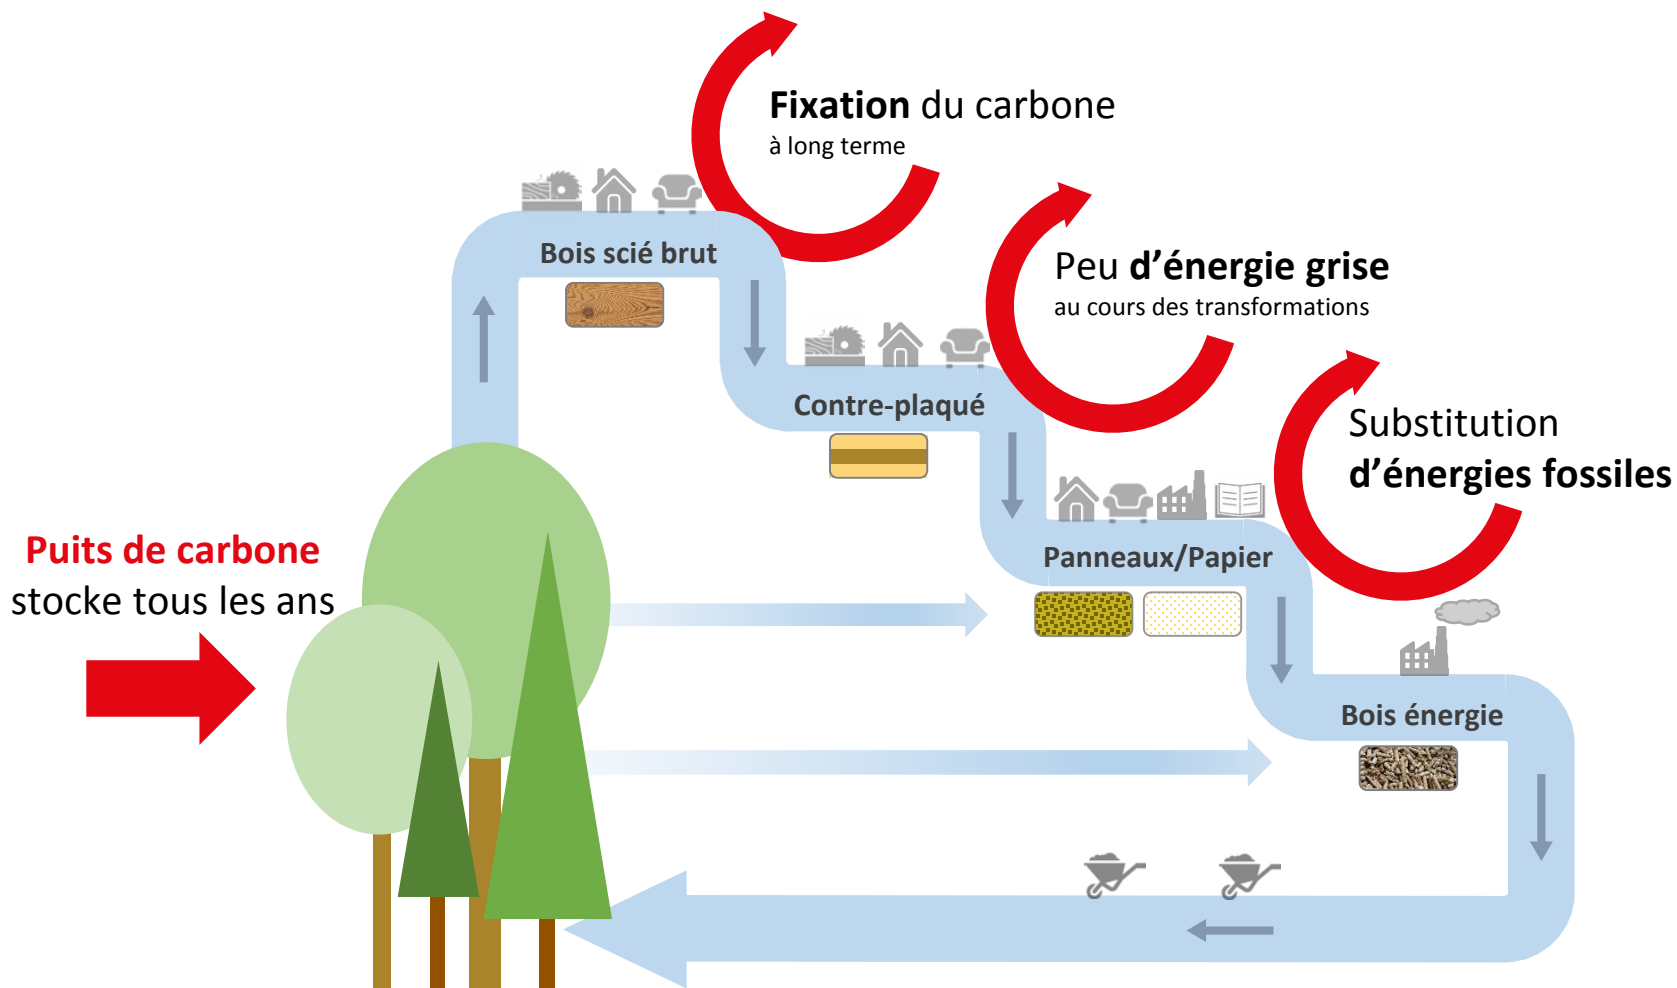 Fixation du carbone
à long terme
Bois scié brut
Peu d’énergie grise
au cours des transformations
Contre-plaqué
Substitution
d’énergies fossiles
Puits de carbone
stocke tous les ans
Panneaux/Papier
Bois énergie